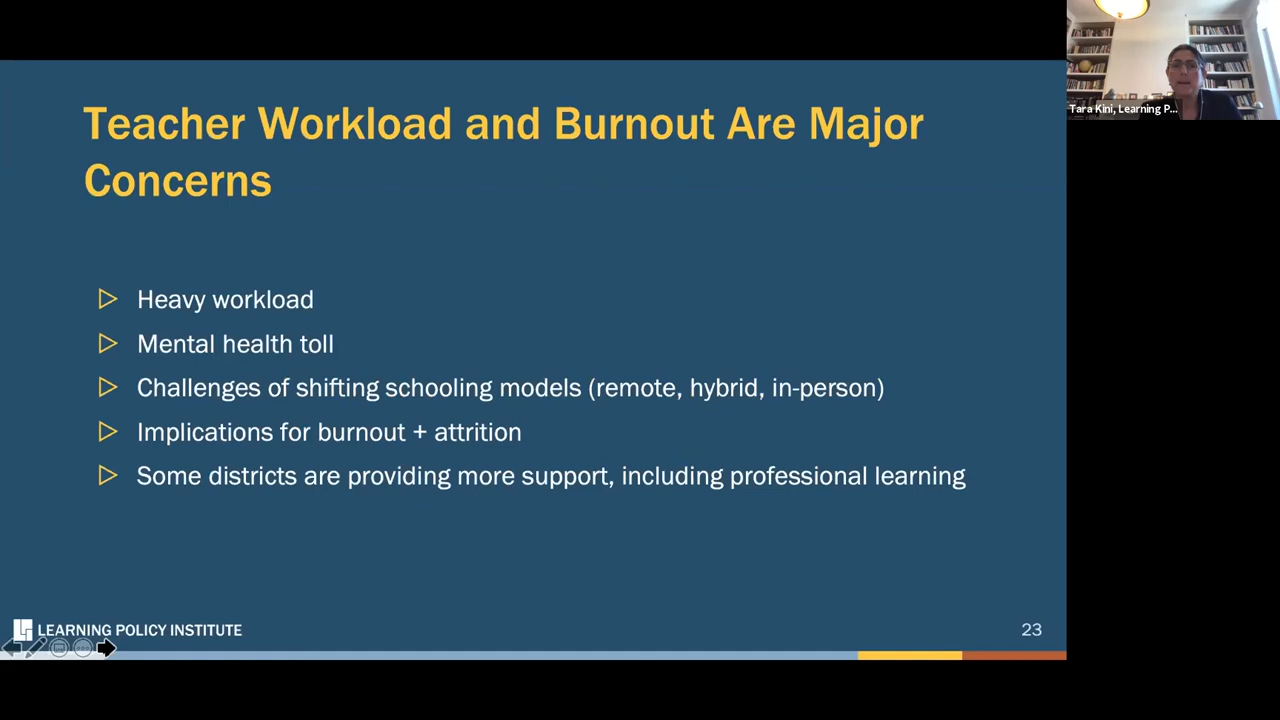 Teacher Workload and Burnout Are Major
Concerns
Heavy workload
Mental health toll
Challenges of shifting schooling models (remote, hybrid, in-person)
Implications for burnout + attrition
Some districts are providing more support, including professional learning
LEARNING POLICY INSTITUTE
23
Tara Kini, Learning P...